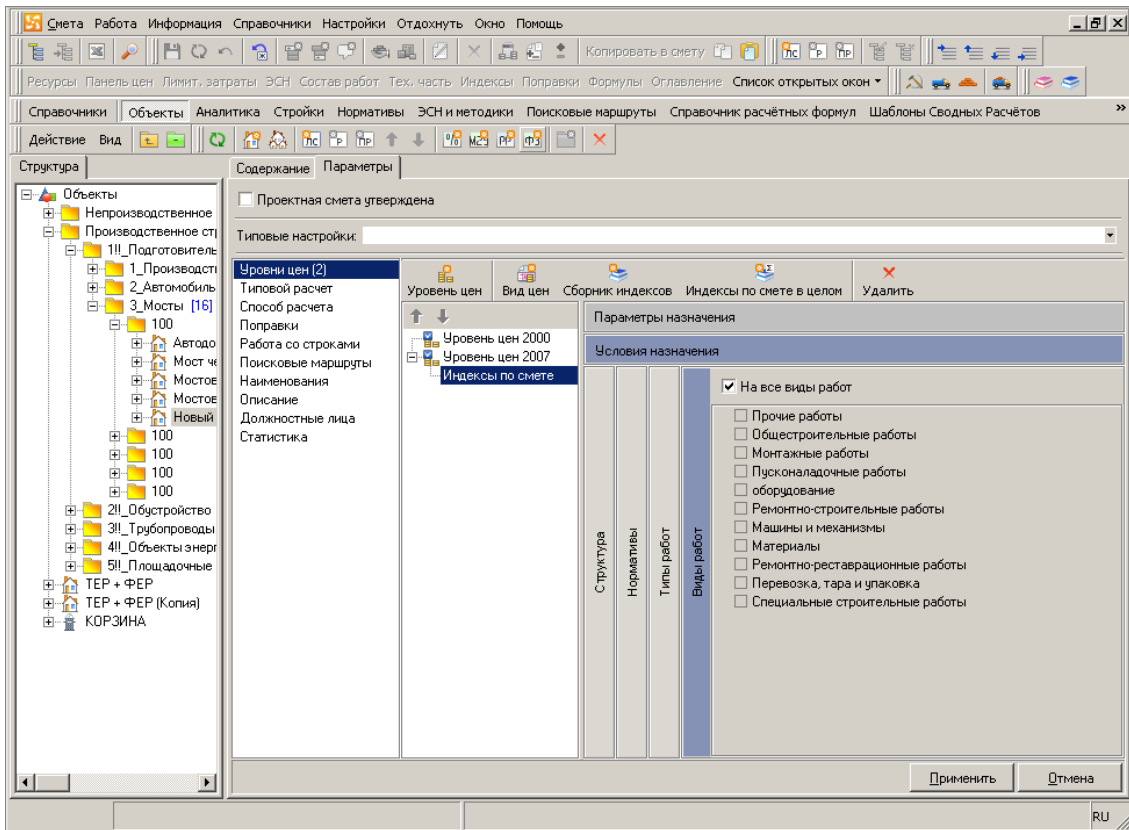 Смета Работа Информация Справочники Настройки Отдохнуть Окно Помощь
Копировать в смету
Ресурсы Панель цен Лимит. затраты ЭСН Состав работ Тех. часть Индексы Поправки Формулы Оглавление Список открытых окон
Справочники Объекты Аналитика Стройки Нормативы ЭСН и методики Поисковые маршруты Справочник расчётных формул Шаблоны Сводных Расчётов »
Действие Вид
Структура
Содержание Параметры
Объекты
Непроизводственное
Производственное стр
1!!_Подготовитель
1_Производст
2_Автомобиль
3_Мосты [16]
100
Автодо
Мост че
Мостов
Мостов
Новый
100
100
100
100
2!!_Обустройство
3!!_Трубопроводы
4!!_Объекты энерг
5!!_Площадочные
ТЕР + ФЕР
ТЕР + ФЕР (Копия)
КОРЗИНА
Проектная смета утверждена
Типовые настройки:
Уровни цен (2)
Типовой расчет
Способ расчета
Поправки
Работа со строками
Поисковые маршруты
Наименования
Описание
Должностные лица
Статистика
Уровень цен Вид цен Сборник индексов Индексы по смете в целом Удалить
Уровень цен 2000
Уровень цен 2007
Индексы по смете
Параметры назначения
Условия назначения
Структура
Нормативы
Типы работ
Виды работ
На все виды работ
Прочие работы
Общестроительные работы
Монтажные работы
Пусконаладочные работы
оборудование
Ремонтно-строительные работы
Машины и механизмы
Материалы
Ремонтно-реставрационные работы
Перевозка, тара и упаковка
Специальные строительные работы
Применить Отмена
RU